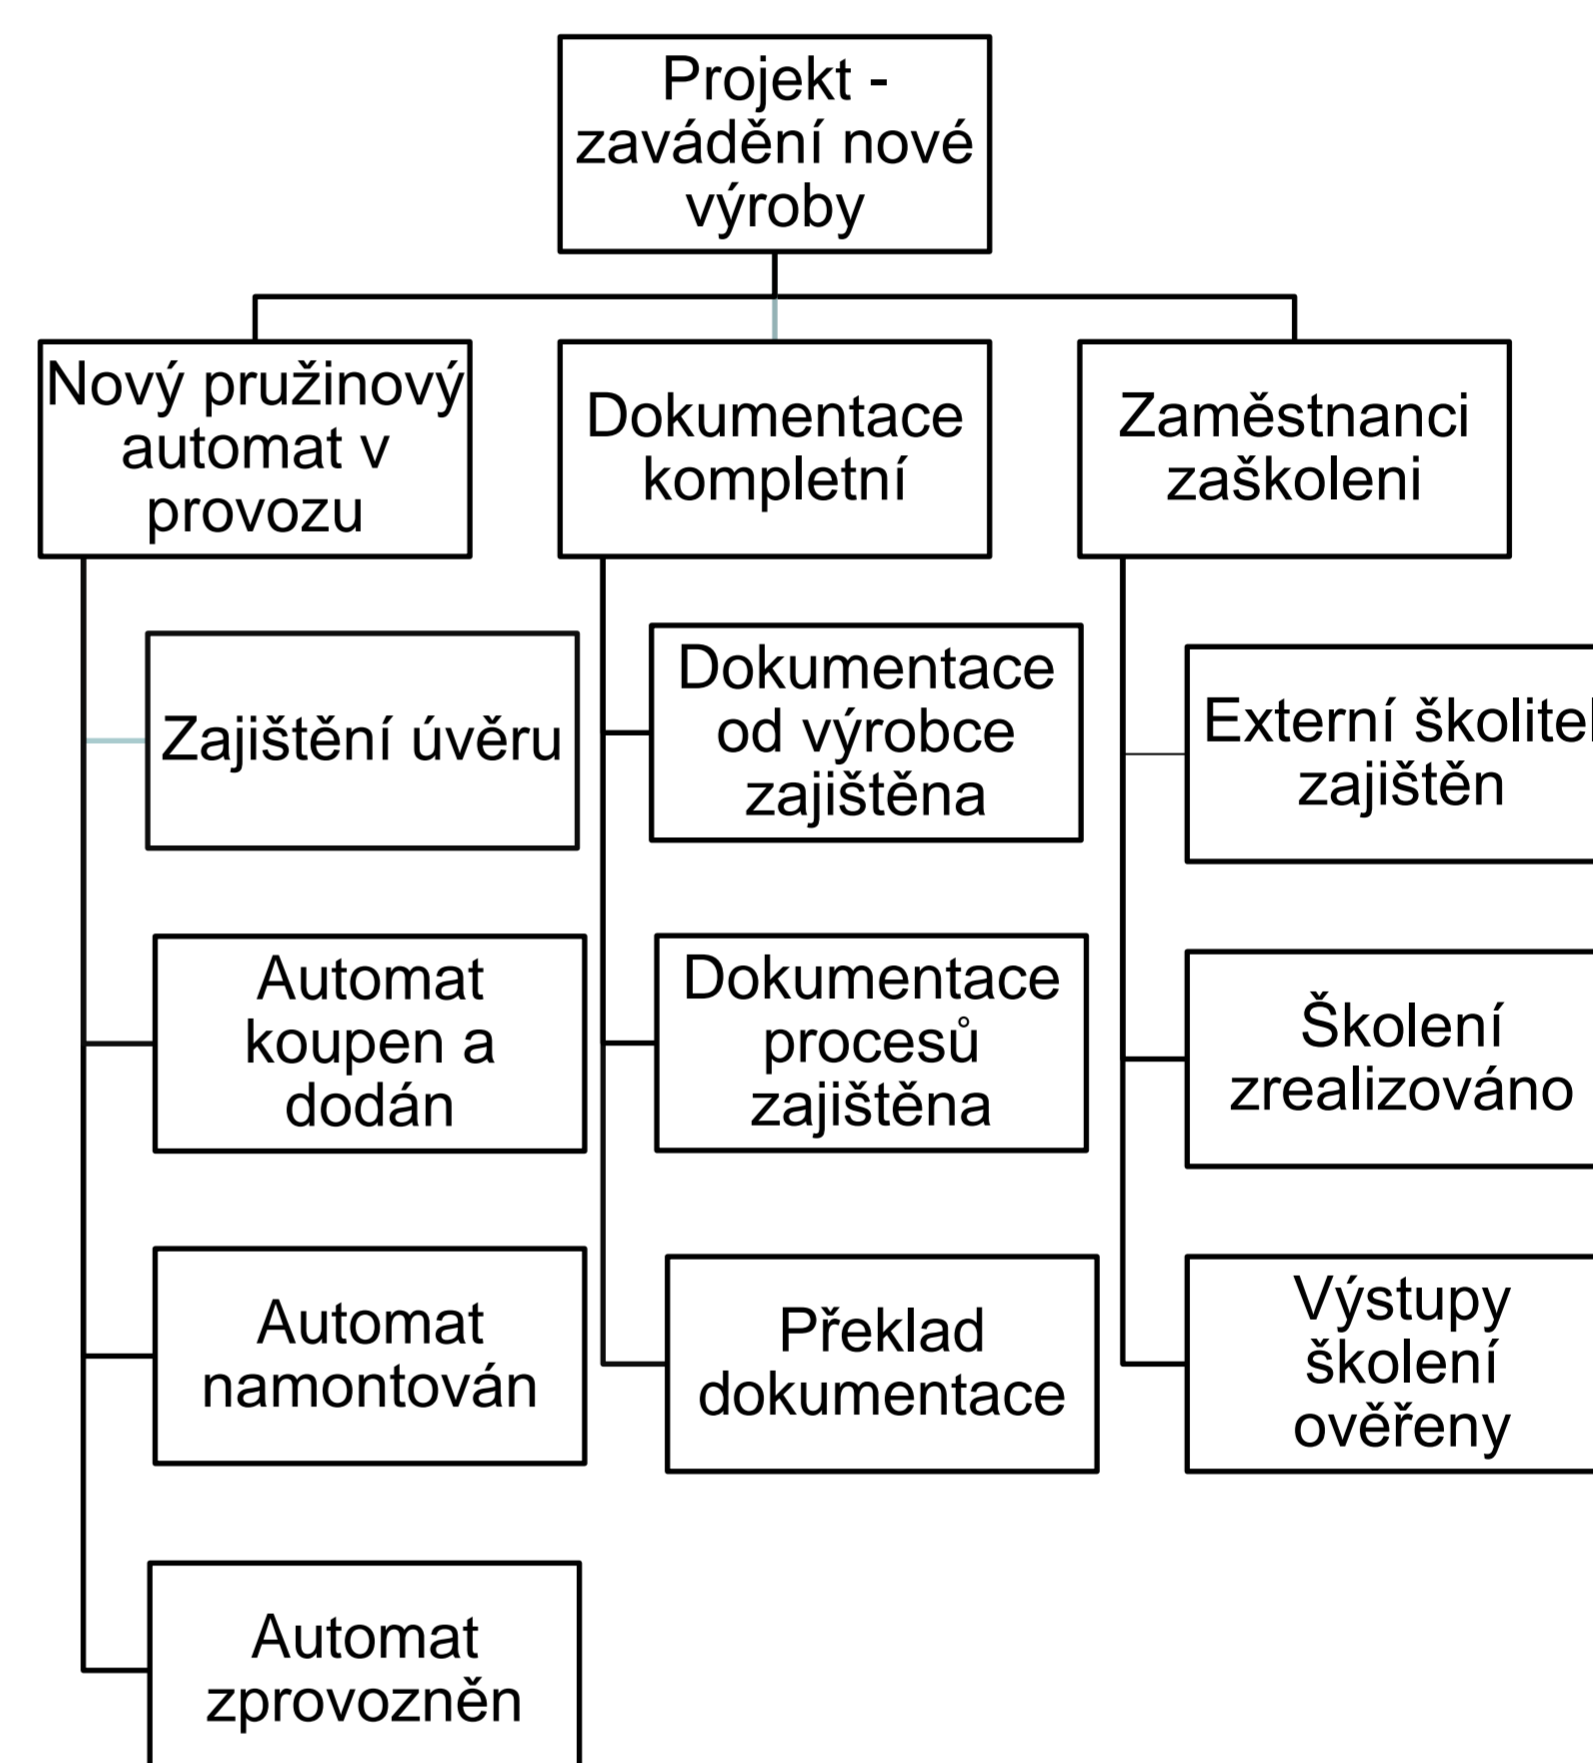 Projekt -
zavádění nové
výroby
Nový pružinový
automat v
provozu
Dokumentace
kompletní
Zaměstnanci
zaškoleni
Zajištění úvěru
Dokumentace
od výrobce
zajištěna
Externí školitel
zajištěn
Automat
koupen a
dodán
Dokumentace
procesů
zajištěna
Školení
zrealizováno
Automat
namontován
Překlad
dokumentace
Výstupy
školení
ověřeny
Automat
zprovozněn